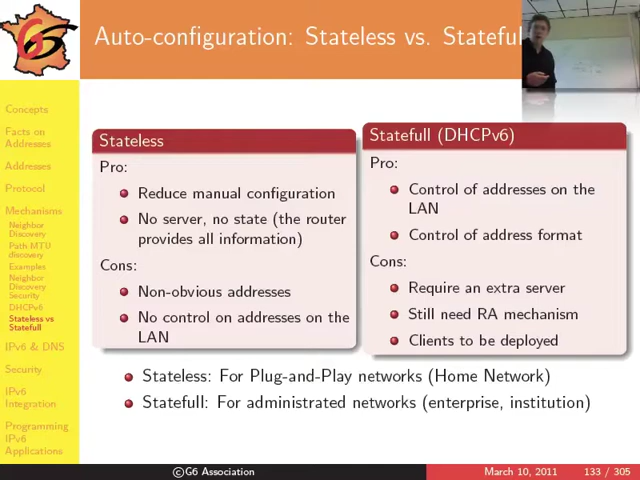 G6
Auto-configuration: Stateless vs. Stateful
Concepts
Facts on
Addresses
Addresses
Protocol
Mechanisms
Neighbor
Discovery
Path MTU
discovery
Examples
Neighbor
Discovery
Security
DHCPv6
Stateless vs
Statefull
IPv6 & DNS
Security
IPv6
Integration
Programming
IPv6
Applications
Stateless
Pro:
Reduce manual configuration
No server, no state (the router
provides all information)
Cons:
Non-obvious addresses
No control on addresses on the
LAN
Statefull (DHCPv6)
Pro:
Control of addresses on the
LAN
Control of address format
Cons:
Require an extra server
Still need RA mechanism
Clients to be deployed
Stateless: For Plug-and-Play networks (Home Network)
Statefull: For administrated networks (enterprise, institution)
©G6 Association
March 10, 2011
133 / 305